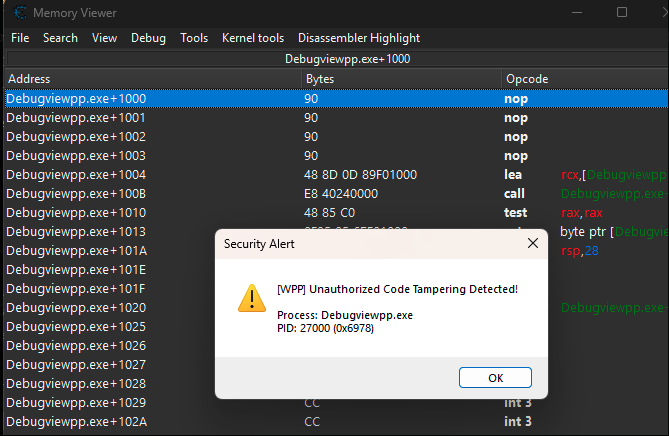 Memory Viewer
File Search View Debug Tools Kernel tools Disassembler Highlight
Debugviewpp.exe+1000
Address Bytes Opcode
Debugviewpp.exe+1000 90 nop
Debugviewpp.exe+1001 90 nop
Debugviewpp.exe+1002 90 nop
Debugviewpp.exe+1003 90 nop
Debugviewpp.exe+1004 48 8D 0D 89F01000 lea rcx,[Debugviewpp
Debugviewpp.exe+100B E8 40240000 call Debugviewpp.exe
Debugviewpp.exe+1010 48 85 C0 test rax,rax
Debugviewpp.exe+1013 byte ptr [Debugview
Debugviewpp.exe+101A rsp,28
Debugviewpp.exe+101E
Debugviewpp.exe+101F
Debugviewpp.exe+1020 Debugviewpp.exe
Debugviewpp.exe+1025
Debugviewpp.exe+1026
Debugviewpp.exe+1027
Debugviewpp.exe+1028
Debugviewpp.exe+1029 CC int 3
Debugviewpp.exe+102A CC int 3
Security Alert
[WPP] Unauthorized Code Tampering Detected!
Process: Debugviewpp.exe
PID: 27000 (0x6978)
OK